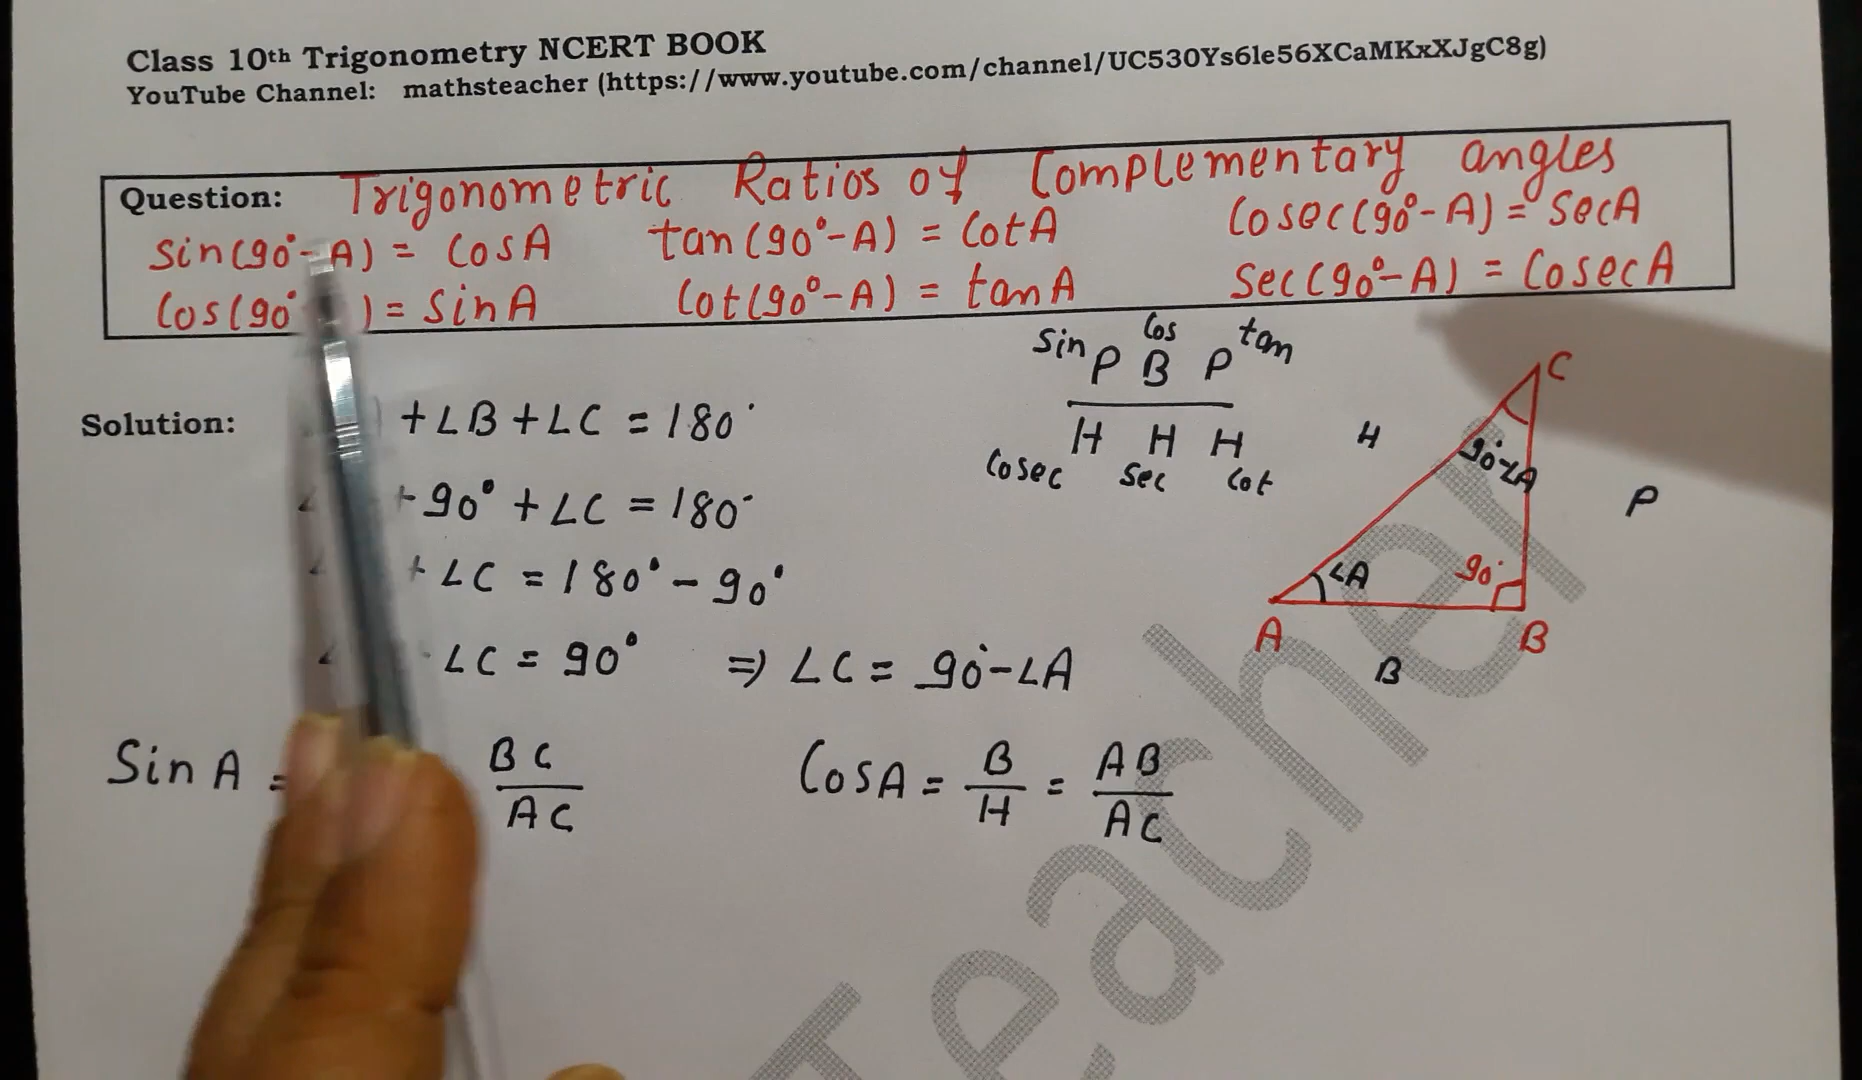 Class 10th Trigonometry NCERT BOOK
YouTube Channel: mathsteacher (https://www.youtube.com/channel/UC530Ys6le56XCaMKxXJgC8g)
Question: Trigonometric Ratios of Complementary angles
sin(90°-A) = CosA tan(90°-A) = CotA Cosec(90°-A) = SecA
Cos(90° ) = SinA Cot(90°-A) = tanA Sec(90°-A) = CosecA
sin Cos tan
P B P
H H H
Cosec Sec Cot
Solution: +∠B+∠C = 180°
+90°+∠C = 180°
+∠C = 180°-90°
∠C = 90° ⇒ ∠C = 90°-∠A
Sin A = BC/AC CosA = B/H = AB/AC
C
H
90°-∠A
P
∠A
90°
A
B
B
Teacher